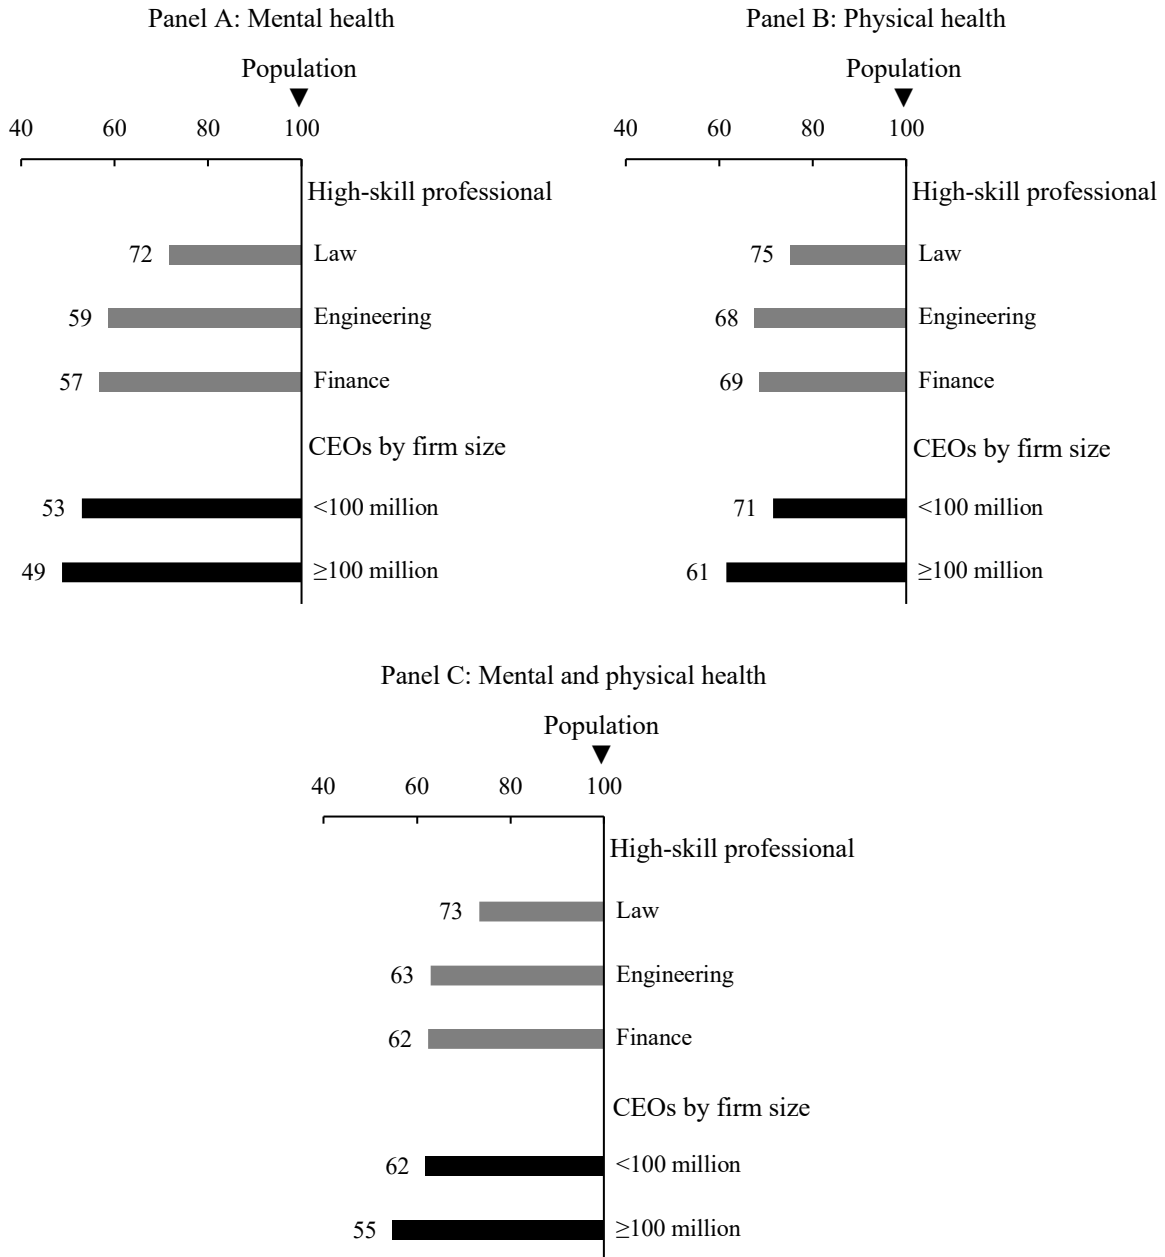 Panel A: Mental health
Population
40 60 80 100
High-skill professional
72 Law
59 Engineering
57 Finance
CEOs by firm size
53 <100 million
49 ≥100 million
Panel B: Physical health
Population
40 60 80 100
High-skill professional
75 Law
68 Engineering
69 Finance
CEOs by firm size
71 <100 million
61 ≥100 million
Panel C: Mental and physical health
Population
40 60 80 100
High-skill professional
73 Law
63 Engineering
62 Finance
CEOs by firm size
62 <100 million
55 ≥100 million